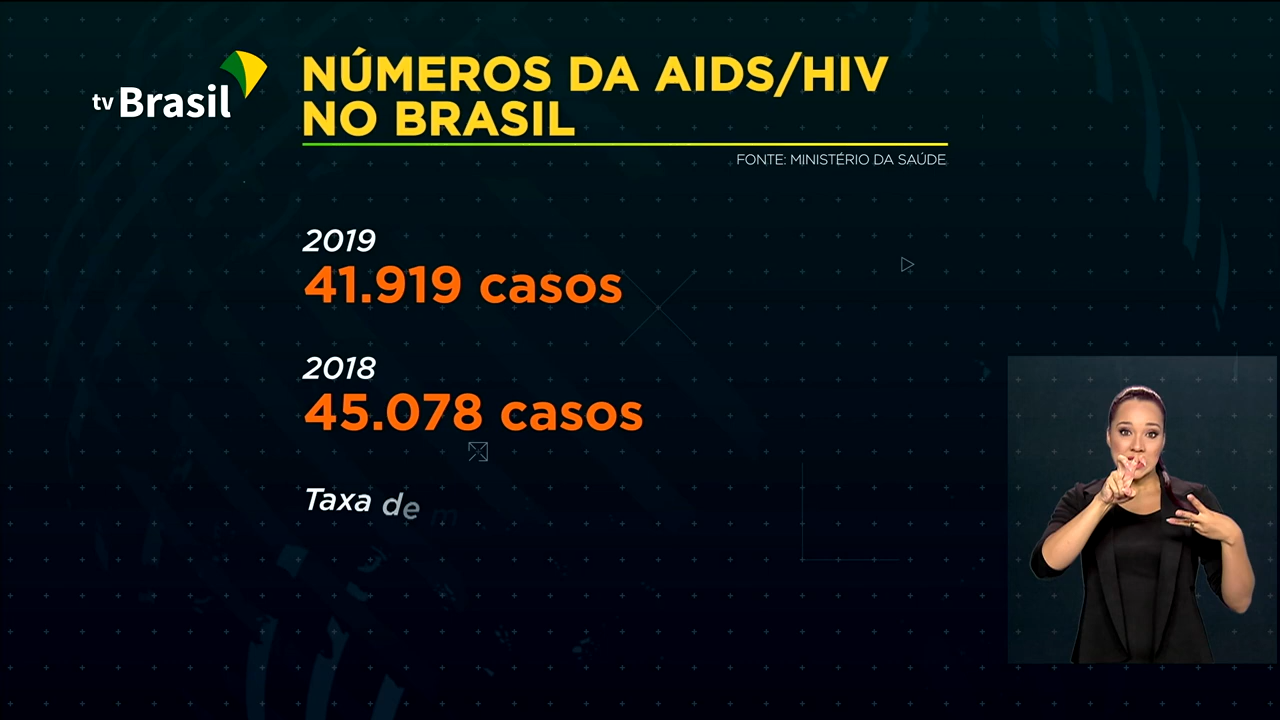 tv Brasil
NÚMEROS DA AIDS/HIV
NO BRASIL
FONTE: MINISTÉRIO DA SAÚDE
2019
41.919 casos
2018
45.078 casos
Taxa de m